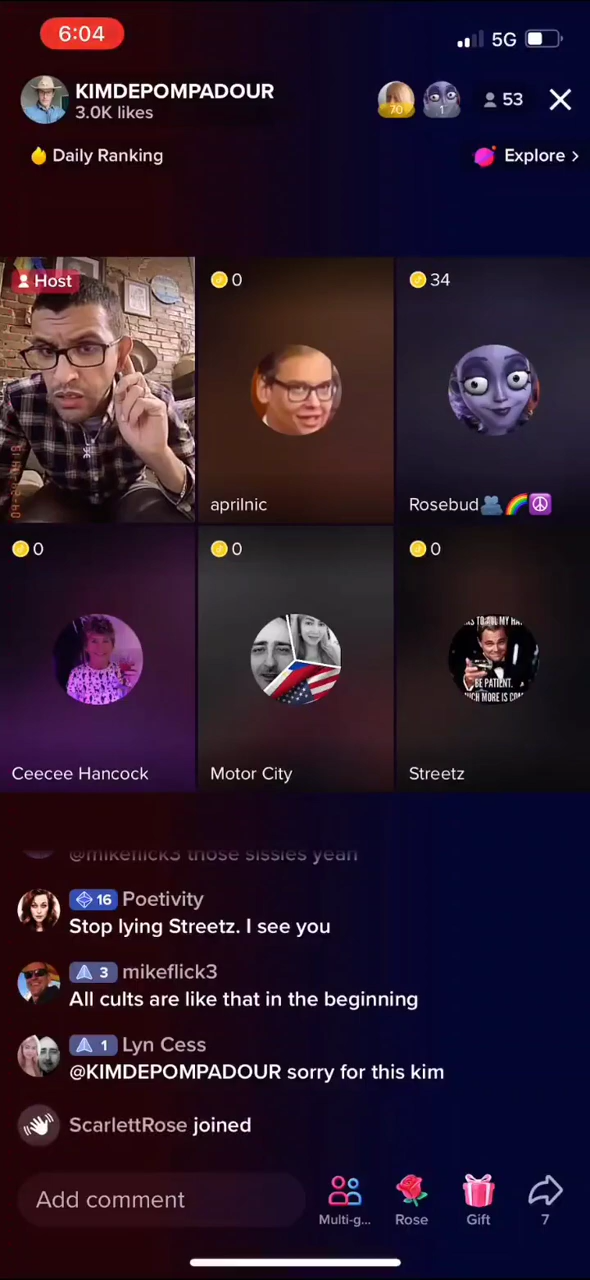 6:04
5G
KIMDEPOMPADOUR
3.0K likes
70
1
53
Daily Ranking
Explore >
Host
0
34
aprilnic
Rosebud👥🌈☮️
0
0
0
Ceecee Hancock
Motor City
Streetz
BE PATIENT.
@mikeflick3 those sissies yeah
16 Poetivity
Stop lying Streetz. I see you
3 mikeflick3
All cults are like that in the beginning
1 Lyn Cess
@KIMDEPOMPADOUR sorry for this kim
ScarlettRose joined
Add comment
Multi-g...
Rose
Gift
7